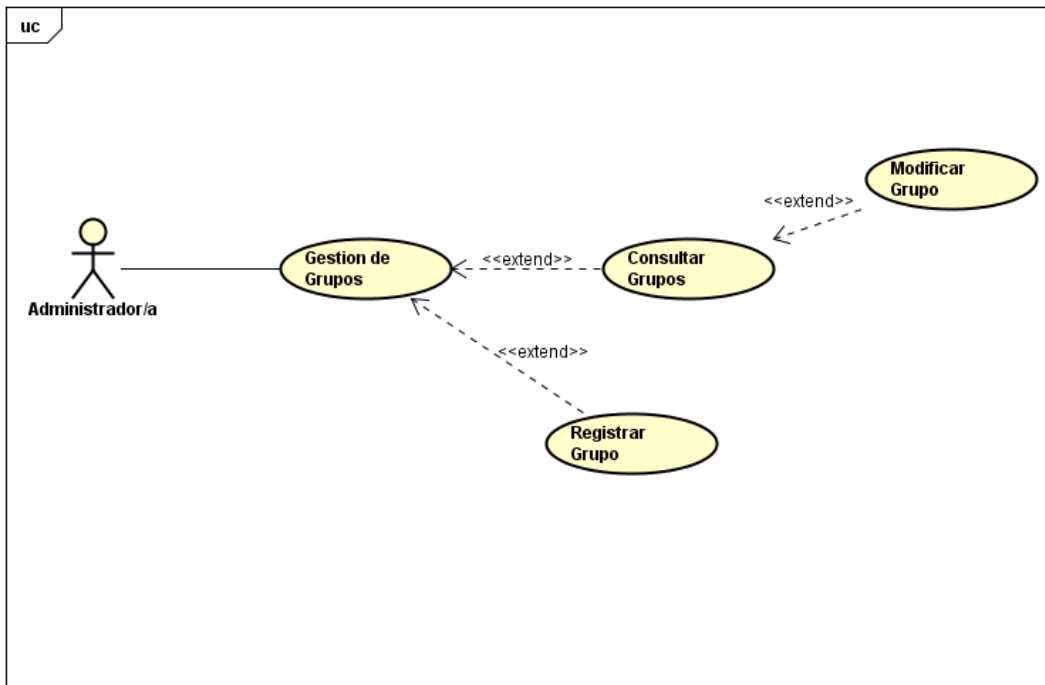 uc
Modificar
Grupo
<<extend>>
Administrador/a
Gestion de
Grupos
<<extend>>
Consultar
Grupos
<<extend>>
Registrar
Grupo